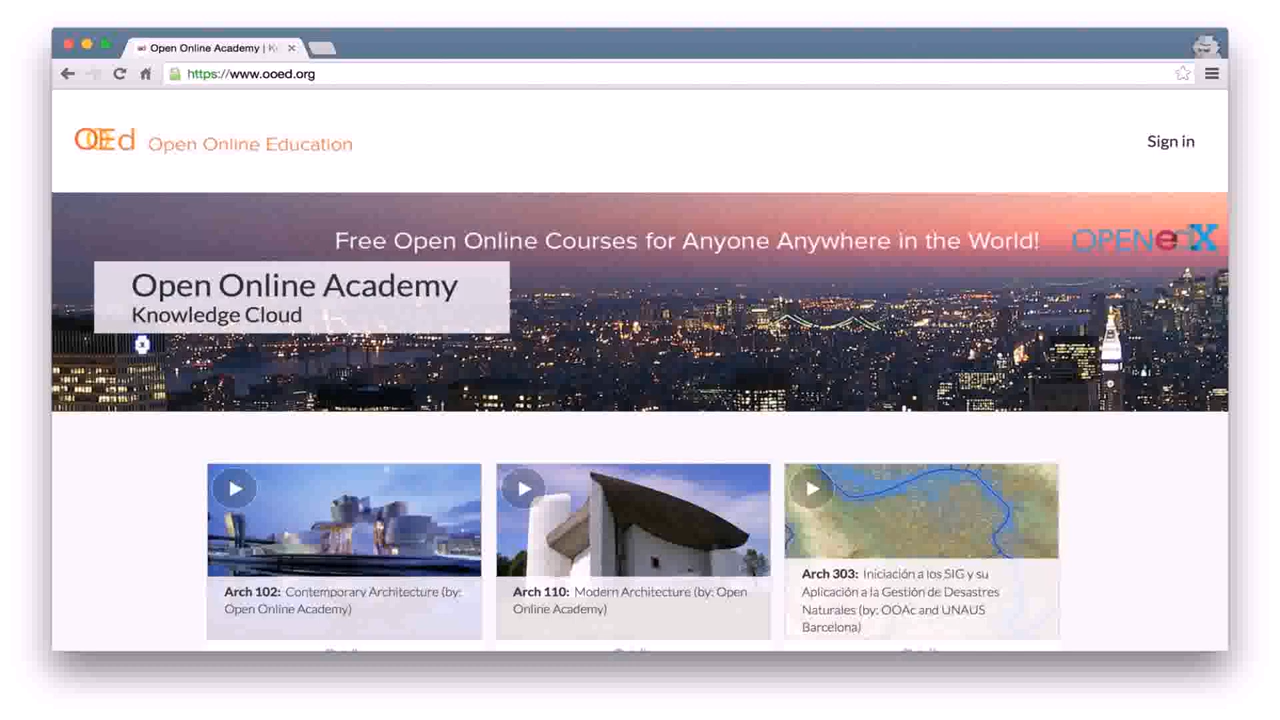 Open Online Academy | K
https://www.ooed.org
OOEd Open Online Education
Sign in
Free Open Online Courses for Anyone Anywhere in the World!
OPENedX
Open Online Academy
Knowledge Cloud
Arch 102: Contemporary Architecture (by:
Open Online Academy)
Arch 110: Modern Architecture (by: Open
Online Academy)
Arch 303: Iniciación a los SIG y su
Aplicación a la Gestión de Desastres
Naturales (by: OOAc and UNAUS
Barcelona)